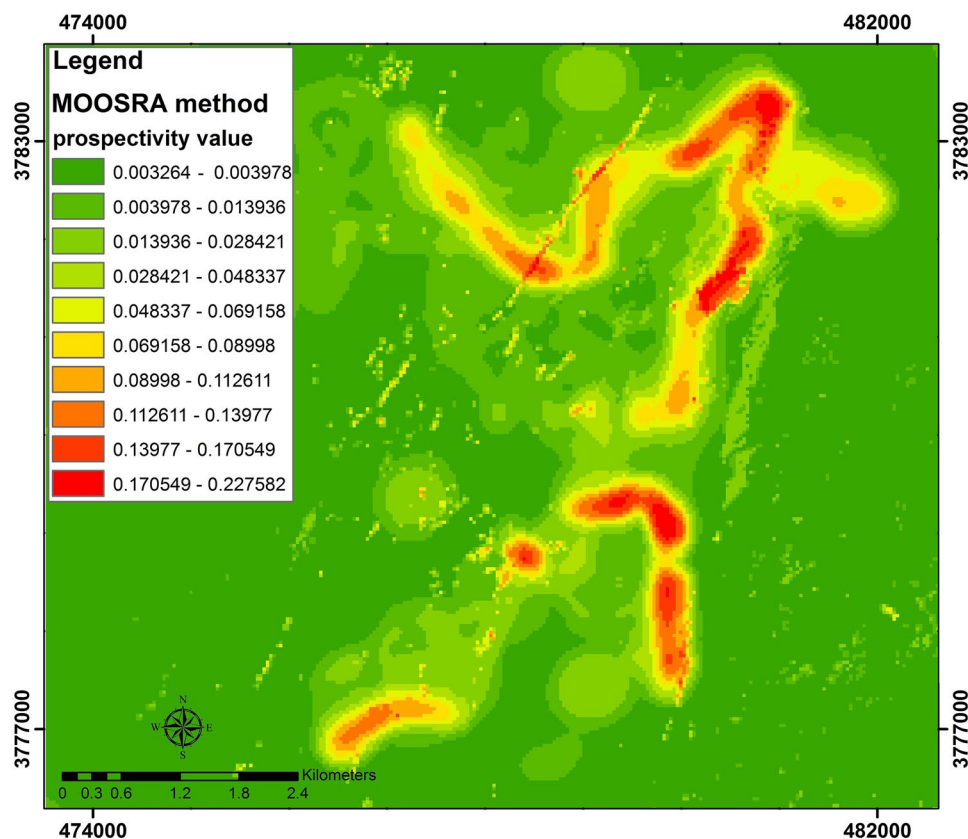 474000 482000
Legend
MOOSRA method
prospectivity value
0.003264 - 0.003978
0.003978 - 0.013936
0.013936 - 0.028421
0.028421 - 0.048337
0.048337 - 0.069158
0.069158 - 0.08998
0.08998 - 0.112611
0.112611 - 0.13977
0.13977 - 0.170549
0.170549 - 0.227582
3783000
3783000
3777000
3777000
N
W E
S
Kilometers
0 0.3 0.6 1.2 1.8 2.4
474000 482000